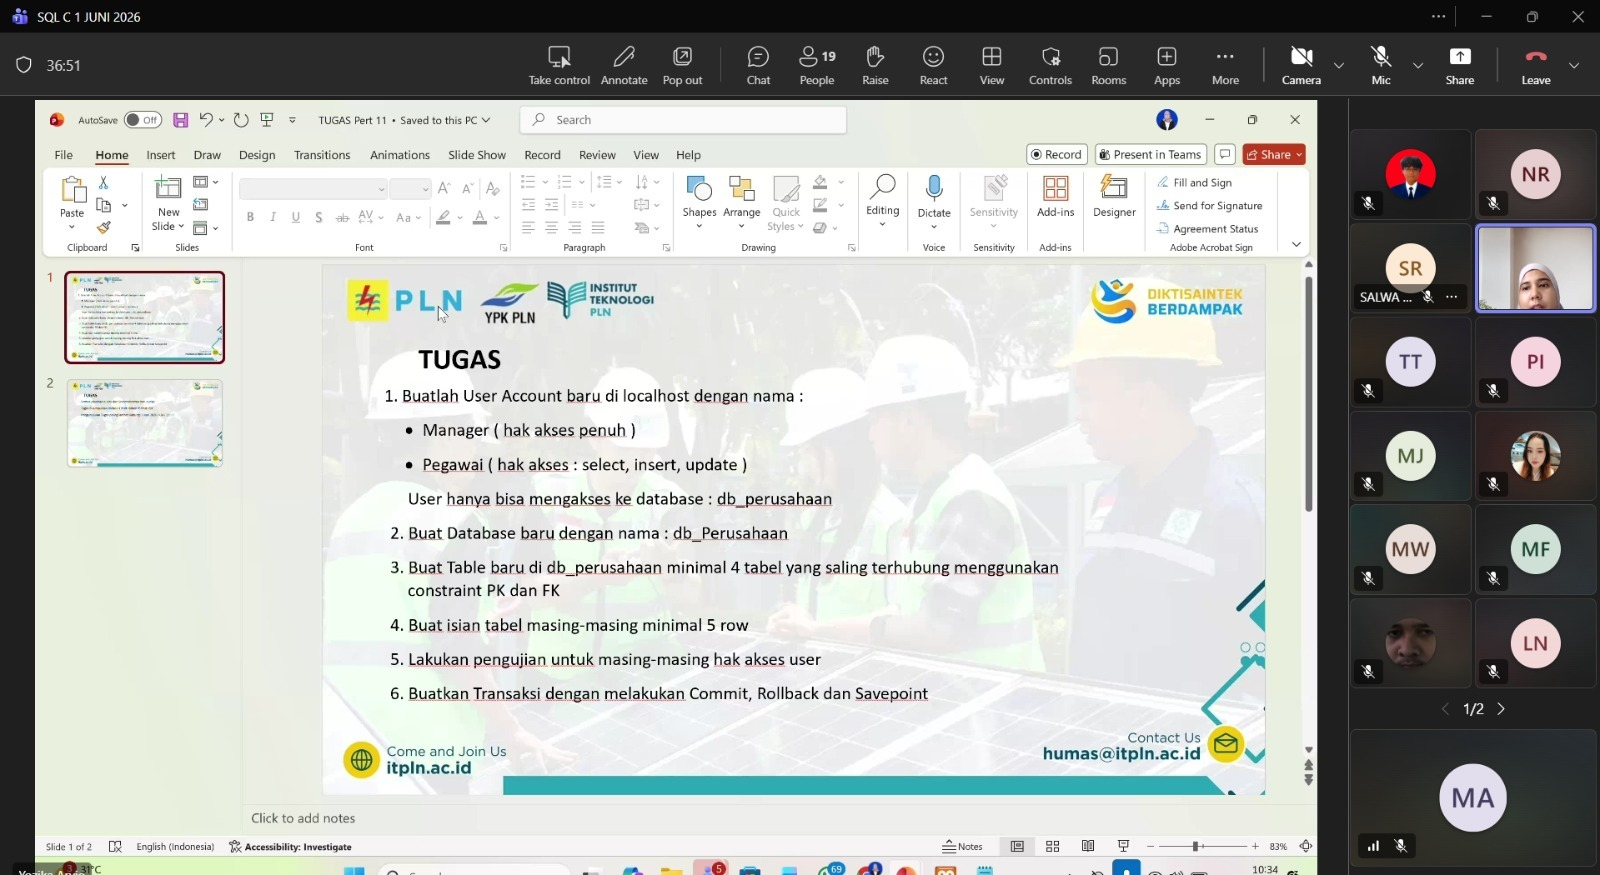 SQL C 1 JUNI 2026
36:51
Take control
Annotate
Pop out
Chat
People
19
Raise
React
View
Controls
Rooms
Apps
More
Camera
Mic
Share
Leave
AutoSave
Off
TUGAS Pert 11 • Saved to this PC
Search
File
Home
Insert
Draw
Design
Transitions
Animations
Slide Show
Record
Review
View
Help
Record
Present in Teams
Share
Paste
Clipboard
New
Slide
Slides
Font
Paragraph
Shapes
Arrange
Quick
Styles
Drawing
Editing
Dictate
Voice
Sensitivity
Sensitivity
Add-ins
Add-ins
Designer
Fill and Sign
Send for Signature
Agreement Status
Adobe Acrobat Sign
1
2
PLN
YPK PLN
INSTITUT
TEKNOLOGI
PLN
DIKTISAINTEK
BERDAMPAK
TUGAS
1. Buatlah User Account baru di localhost dengan nama :
• Manager ( hak akses penuh )
• Pegawai ( hak akses : select, insert, update )
User hanya bisa mengakses ke database : db_perusahaan
2. Buat Database baru dengan nama : db_Perusahaan
3. Buat Table baru di db_perusahaan minimal 4 tabel yang saling terhubung menggunakan
constraint PK dan FK
4. Buat isian tabel masing-masing minimal 5 row
5. Lakukan pengujian untuk masing-masing hak akses user
6. Buatkan Transaksi dengan melakukan Commit, Rollback dan Savepoint
Come and Join Us
itpln.ac.id
Contact Us
humas@itpln.ac.id
Click to add notes
Slide 1 of 2
English (Indonesia)
Accessibility: Investigate
Notes
83%
31°C
5
69
10:34
NR
SR
SALWA ...
TT
PI
MJ
MW
MF
LN
1/2
MA